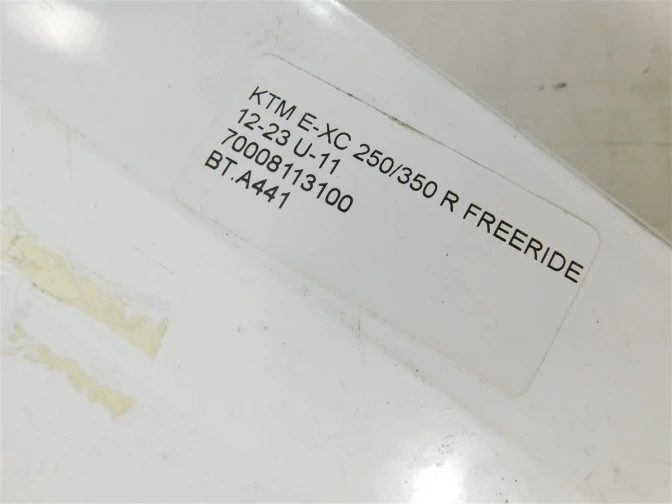 KTM E-XC 250/350 R FREERIDE
12-23 U-11
70008113100
BT.A441